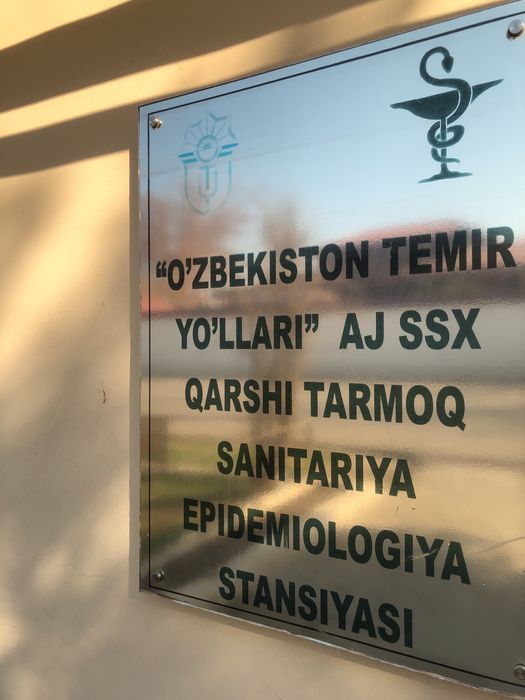 "O'ZBEKISTON TEMIR
YO'LLARI" AJ SSX
QARSHI TARMOQ
SANITARIYA
EPIDEMIOLOGIYA
STANSIYASI